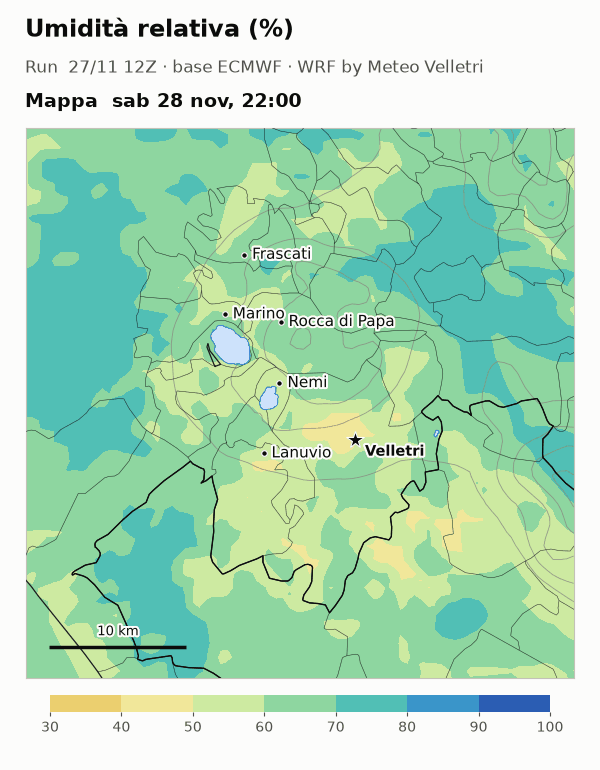 Umidità relativa (%)
Run  27/11 12Z · base ECMWF · WRF by Meteo Velletri
Mappa  sab 28 nov, 22:00
Frascati
Marino
Rocca di Papa
Nemi
Velletri
Lanuvio
10 km
30 40 50 60 70 80 90 100